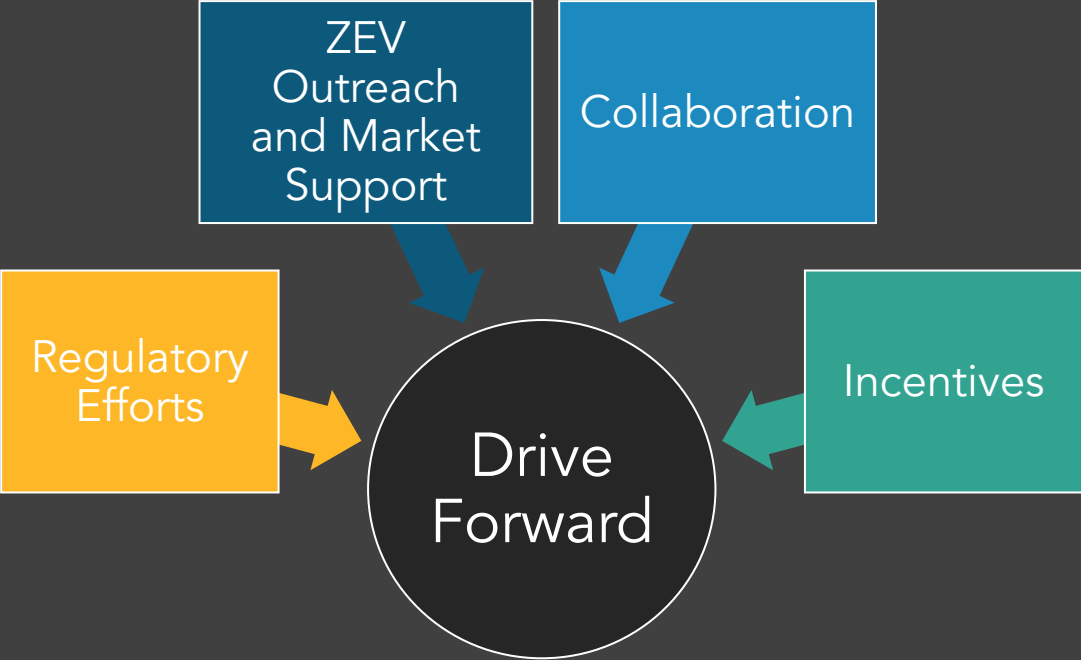 ZEV
Outreach
and Market
Support
Collaboration
Regulatory
Efforts
Incentives
Drive
Forward